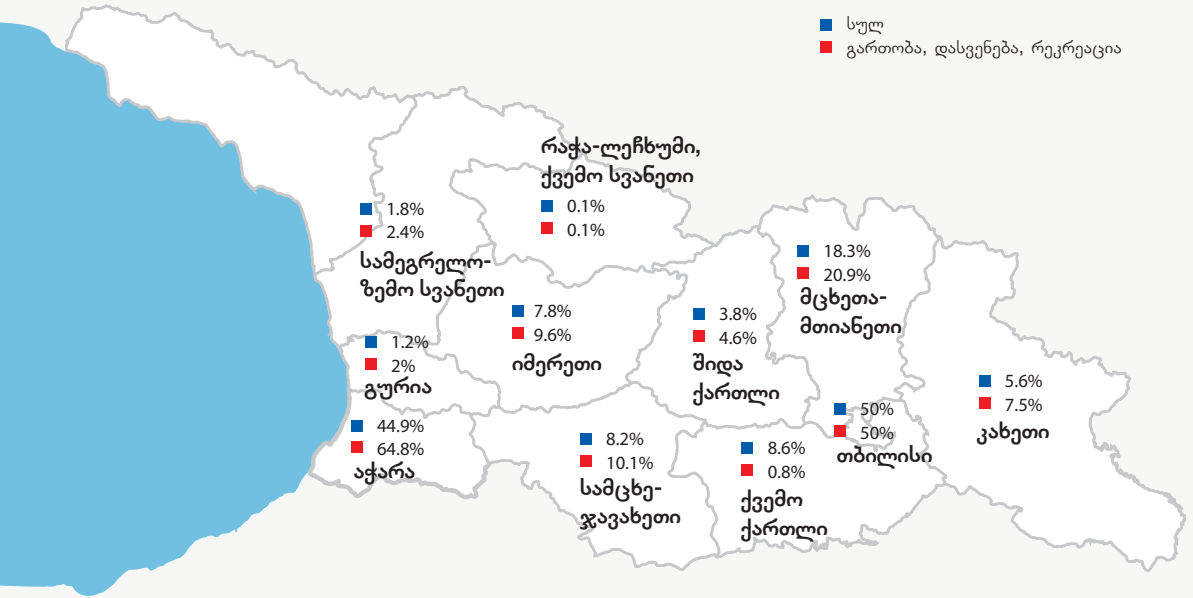 სულ
გართობა, დასვენება, რეკრეაცია
რაჭა-ლეჩხუმი,
ქვემო სვანეთი
0.1%
0.1%
1.8%
2.4%
სამეგრელო-
ზემო სვანეთი
18.3%
20.9%
მცხეთა-
მთიანეთი
7.8%
9.6%
იმერეთი
3.8%
4.6%
შიდა
ქართლი
1.2%
2%
გურია
5.6%
7.5%
კახეთი
50%
50%
თბილისი
44.9%
64.8%
აჭარა
8.2%
10.1%
სამცხე-
ჯავახეთი
8.6%
0.8%
ქვემო
ქართლი